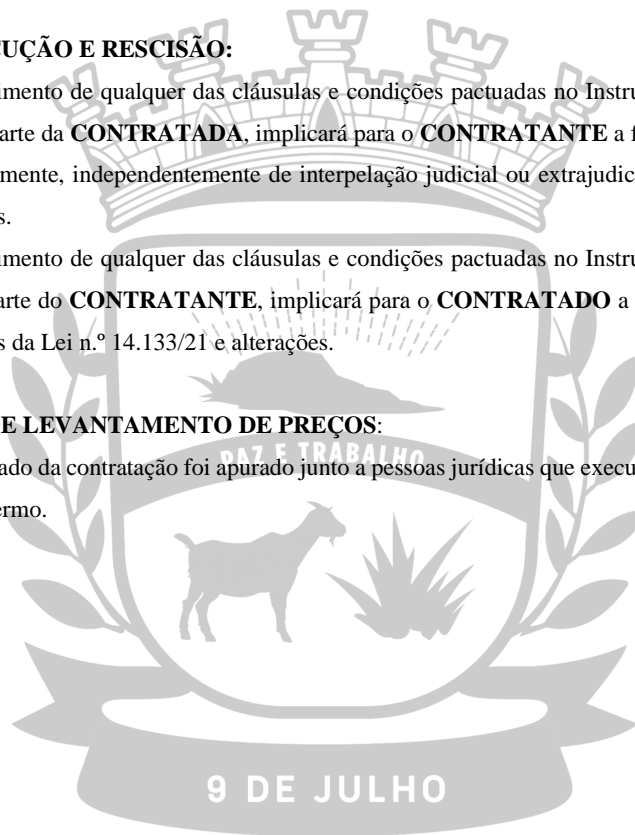 CUÇÃO E RESCISÃO:
imento de qualquer das cláusulas e condições pactuadas no Instru
arte da CONTRATADA, implicará para o CONTRATANTE a f
mente, independentemente de interpelação judicial ou extrajudic
s.
imento de qualquer das cláusulas e condições pactuadas no Instru
arte do CONTRATANTE, implicará para o CONTRATADO a
s da Lei n.º 14.133/21 e alterações.
E LEVANTAMENTO DE PREÇOS:
PAZ E TRABALHO
ado da contratação foi apurado junto a pessoas jurídicas que execu
ermo.
9 DE JULHO